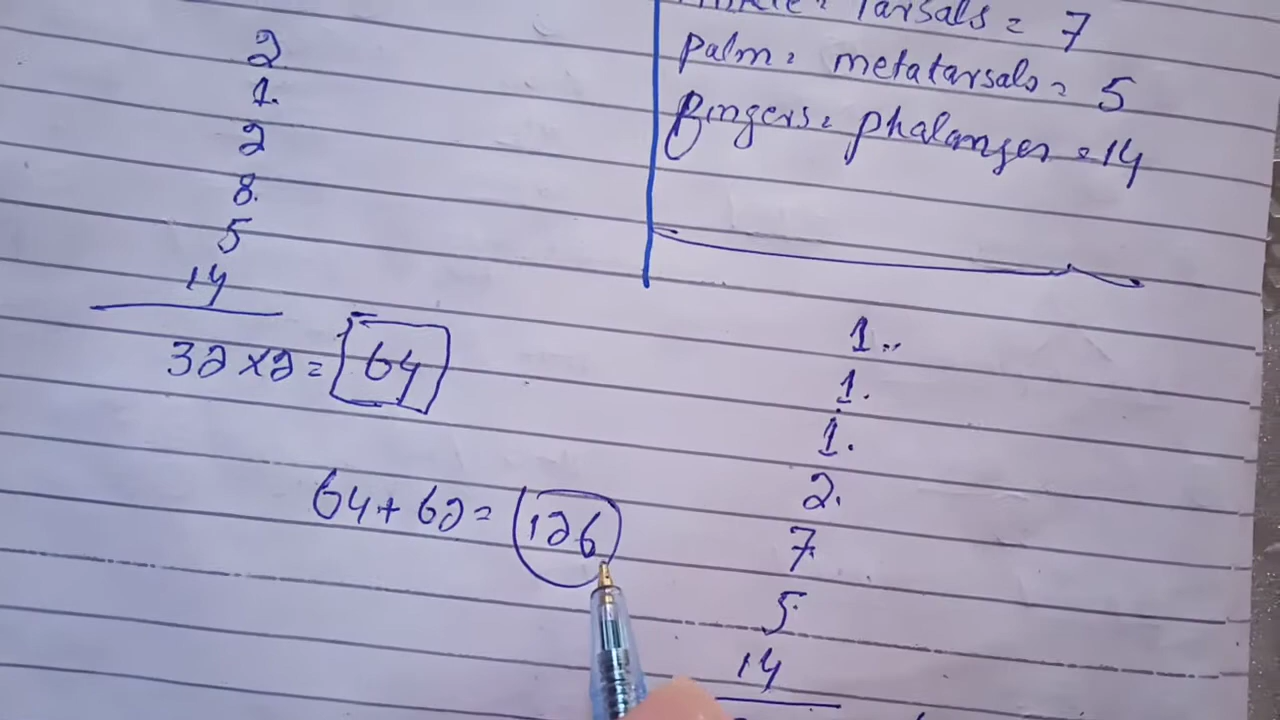 Tarsals = 7
palm = metatarsals = 5
Fingers = phalanges = 14
2
1.
2
8.
5
14
32 x 2 = 64
64 + 62 = 126
1..
1.
1.
2.
7.
5.
14